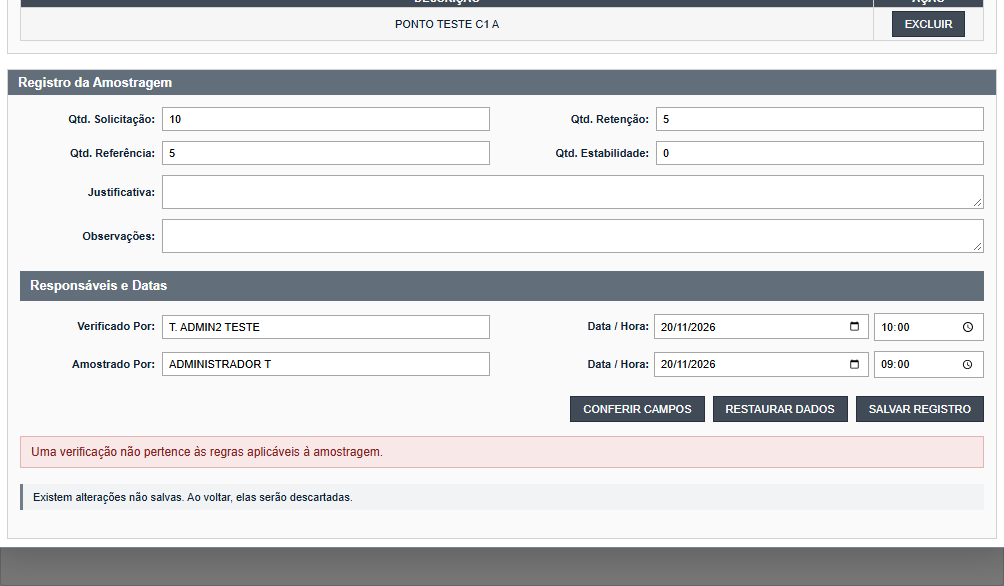 DESCRIÇÃO AÇÃO
PONTO TESTE C1 A EXCLUIR
Registro da Amostragem
Qtd. Solicitação: 10 Qtd. Retenção: 5
Qtd. Referência: 5 Qtd. Estabilidade: 0
Justificativa:
Observações:
Responsáveis e Datas
Verificado Por: T. ADMIN2 TESTE Data / Hora: 20/11/2026 10:00
Amostrado Por: ADMINISTRADOR T Data / Hora: 20/11/2026 09:00
CONFERIR CAMPOS RESTAURAR DADOS SALVAR REGISTRO
Uma verificação não pertence às regras aplicáveis à amostragem.
Existem alterações não salvas. Ao voltar, elas serão descartadas.